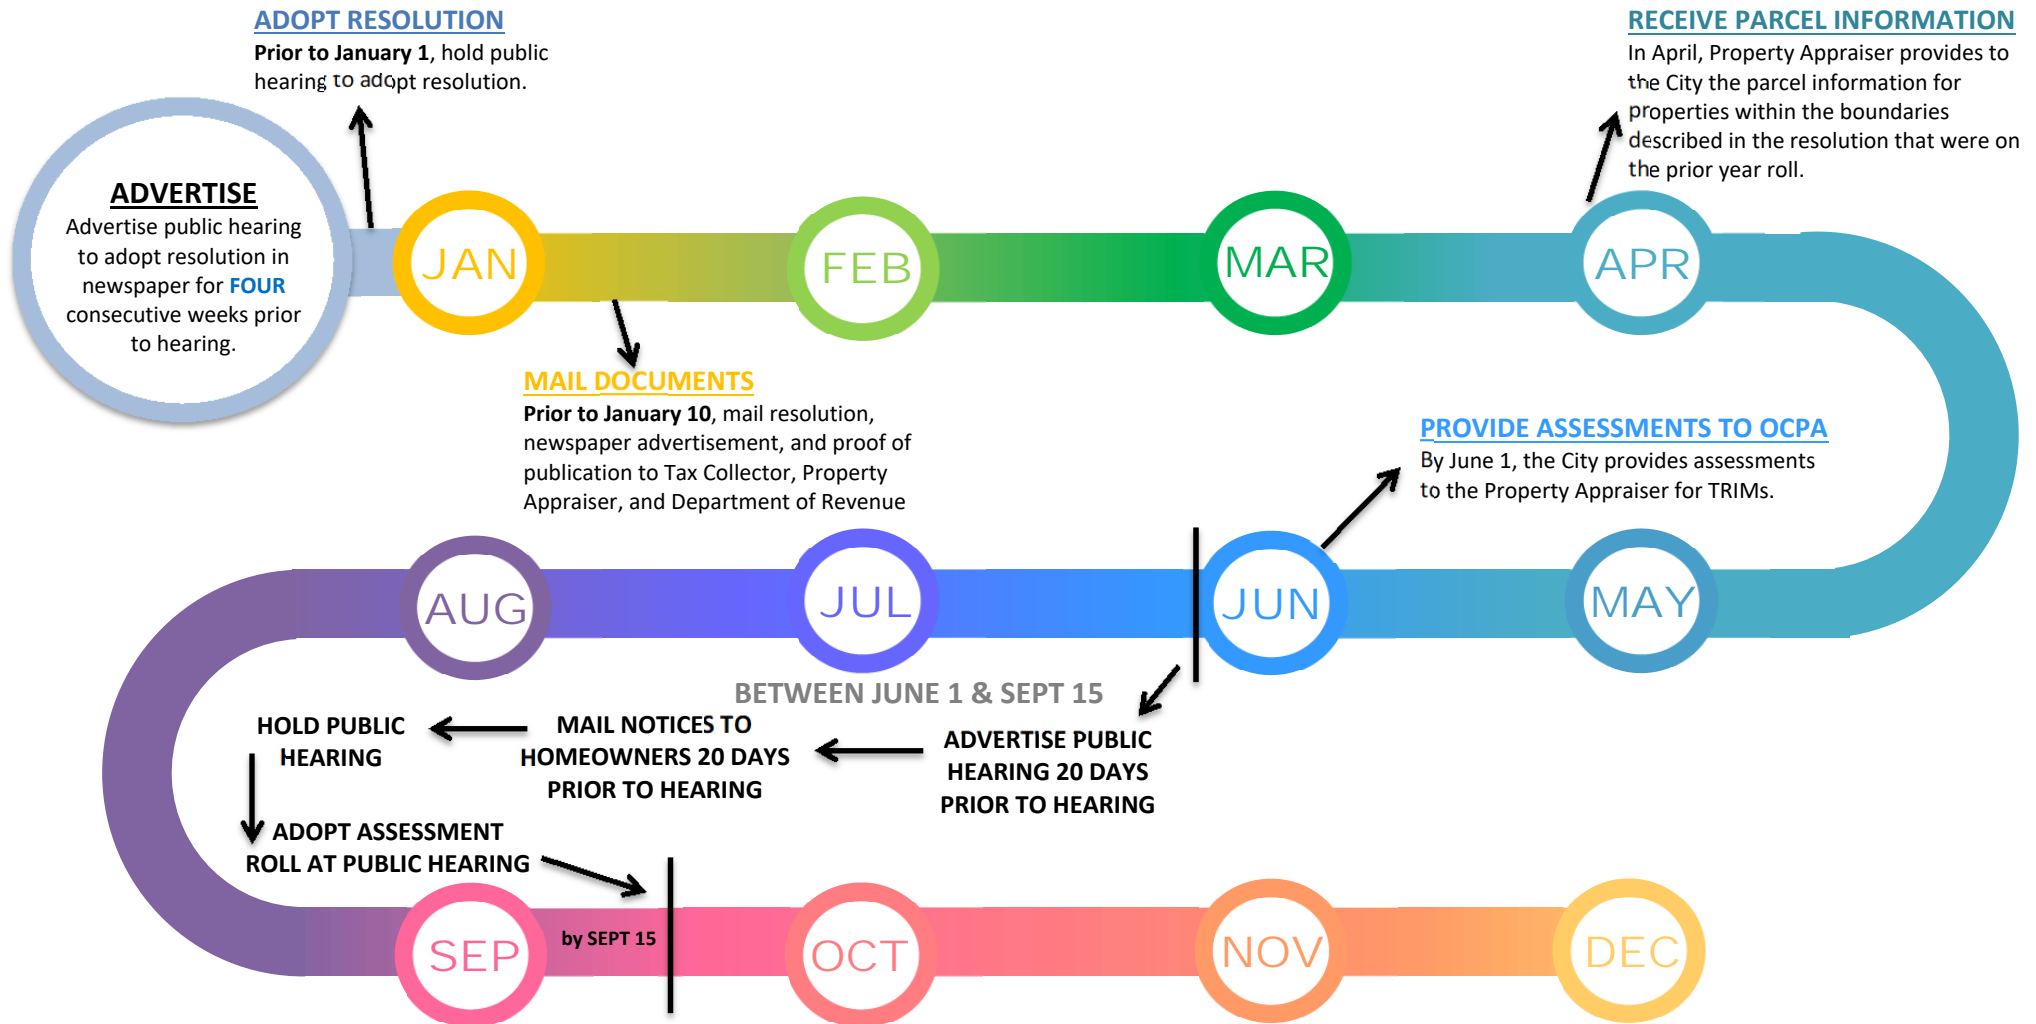 ADOPT RESOLUTION
Prior to January 1, hold public
hearing to adopt resolution.
RECEIVE PARCEL INFORMATION
In April, Property Appraiser provides to
the City the parcel information for
properties within the boundaries
described in the resolution that were on
the prior year roll.
ADVERTISE
Advertise public hearing
to adopt resolution in
newspaper for FOUR
consecutive weeks prior
to hearing.
JAN
FEB
MAR
APR
MAIL DOCUMENTS
Prior to January 10, mail resolution,
newspaper advertisement, and proof of
publication to Tax Collector, Property
Appraiser, and Department of Revenue
PROVIDE ASSESSMENTS TO OCPA
By June 1, the City provides assessments
to the Property Appraiser for TRIMs.
AUG
JUL
JUN
MAY
BETWEEN JUNE 1 & SEPT 15
ADVERTISE PUBLIC
HEARING 20 DAYS
PRIOR TO HEARING
MAIL NOTICES TO
HOMEOWNERS 20 DAYS
PRIOR TO HEARING
HOLD PUBLIC
HEARING
ADOPT ASSESSMENT
ROLL AT PUBLIC HEARING
SEP
by SEPT 15
OCT
NOV
DEC